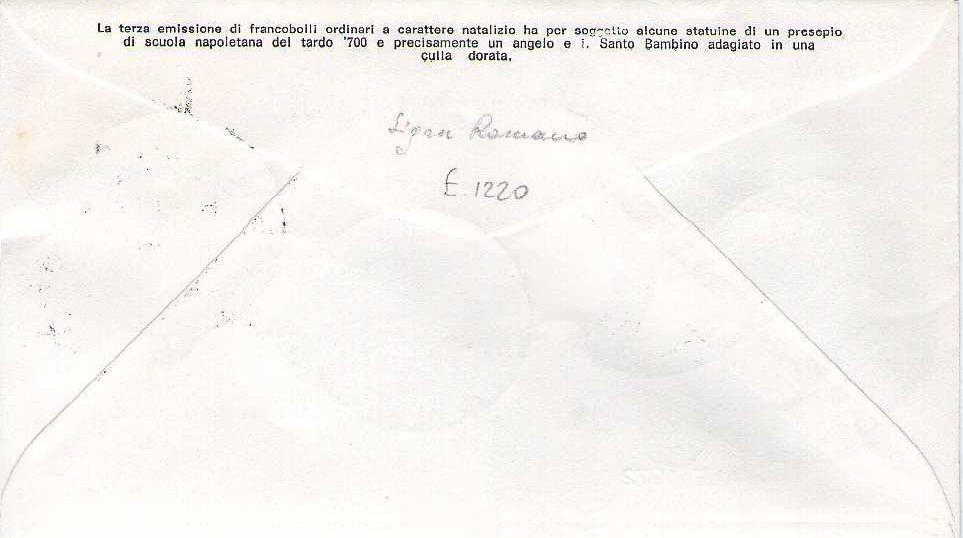 La terza emissione di francobolli ordinari a carattere natalizio ha per soggetto alcune statuine di un presepio
di scuola napoletana del tardo '700 e precisamente un angelo e i. Santo Bambino adagiato in una
culla dorata.
Romano
£ 1220